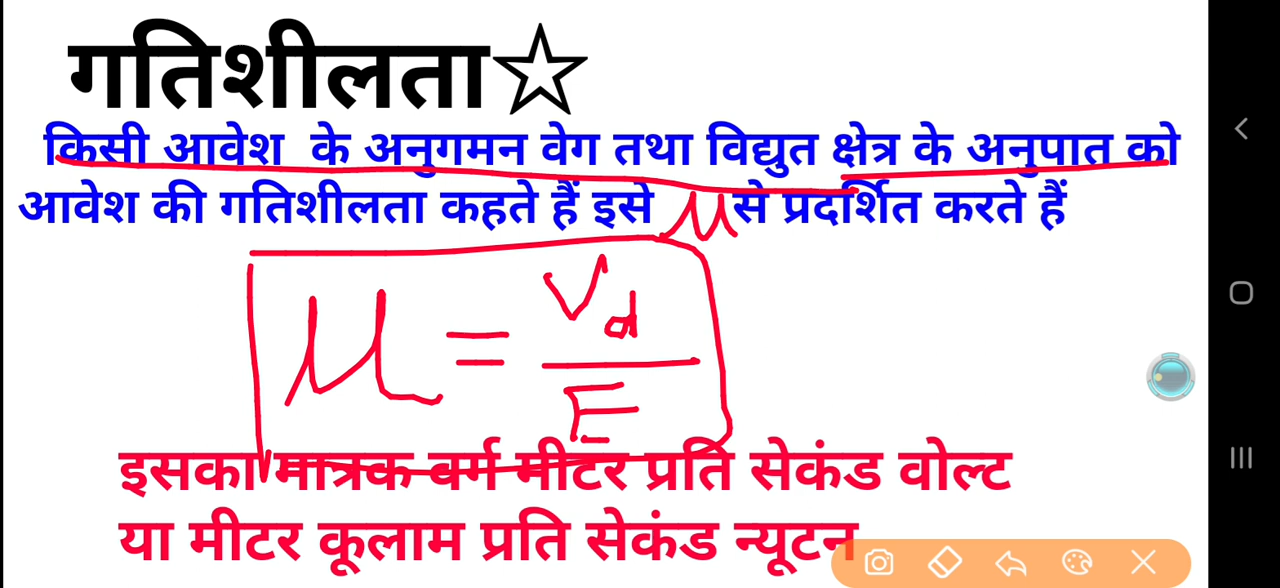 गतिशीलता☆
किसी आवेश के अनुगमन वेग तथा विद्युत क्षेत्र के अनुपात को
आवेश की गतिशीलता कहते हैं इसे μ से प्रदर्शित करते हैं
μ = Vd / E
इसका मात्रक वर्ग मीटर प्रति सेकंड वोल्ट
या मीटर कूलाम प्रति सेकंड न्यूटन